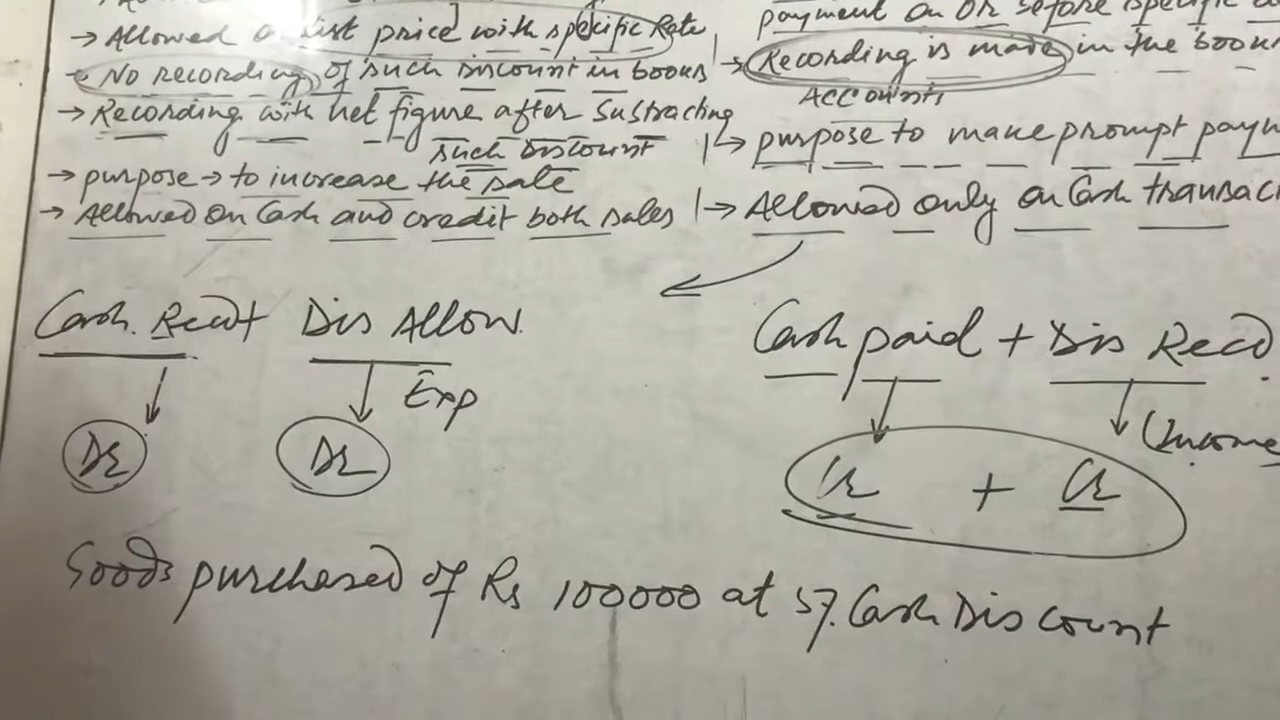 → Allowed on list price with specific Rate
→ No recording of such Discount in books
→ Recording with net figure after Substracting
such Discount
→ purpose → to increase the sale
→ Allowed on Cash and credit both sales
payment on or before specific
→ Recording is made in the books
Accounts
→ purpose to make prompt paym
→ Allowed only on Cash transac
Cash Recd + Dis Allow.
Exp
Dr Dr
Cash paid + Dis Recd
(Income
Cr + Cr
Goods purchased of Rs 100000 at 5% Cash Discount